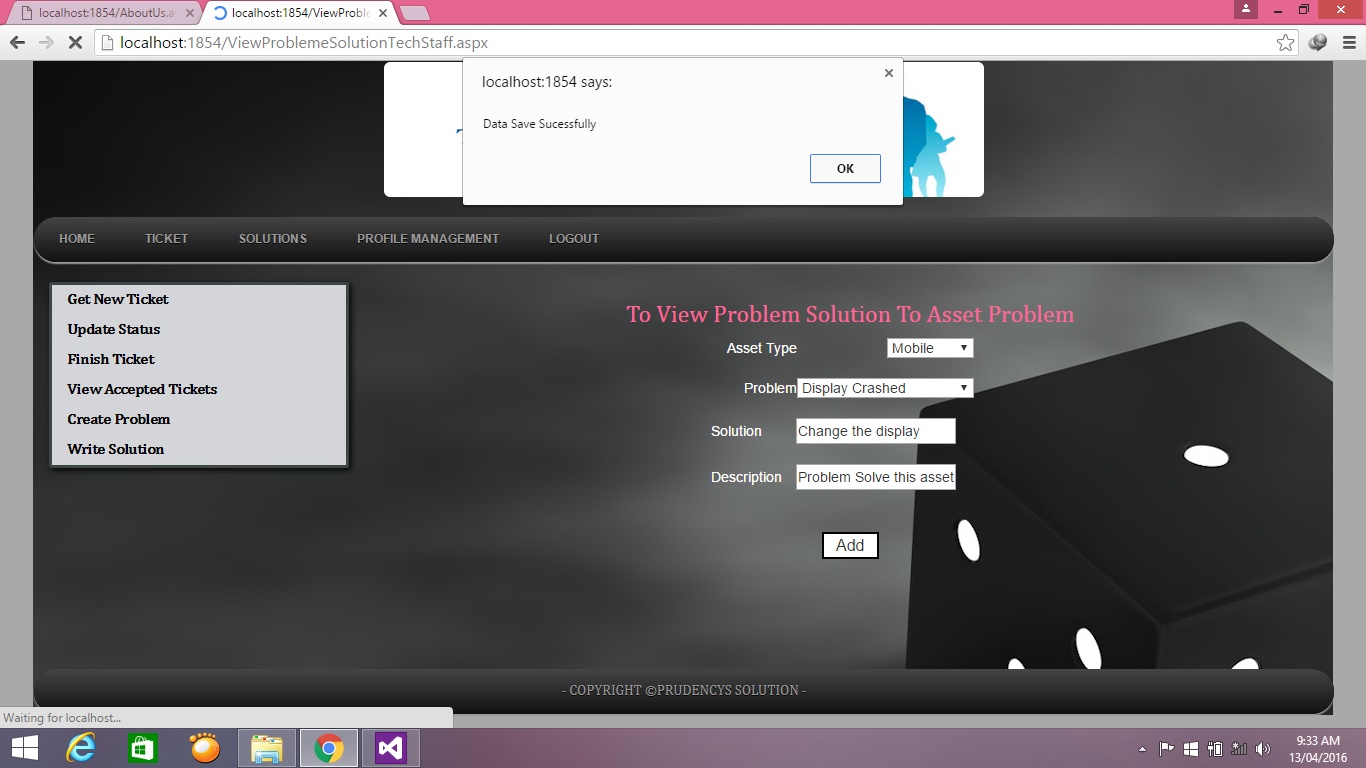 localhost:1854/AboutUs.a
localhost:1854/ViewProble
localhost:1854/ViewProblemeSolutionTechStaff.aspx
localhost:1854 says:
Data Save Sucessfully
OK
HOME TICKET SOLUTIONS PROFILE MANAGEMENT LOGOUT
Get New Ticket
Update Status
Finish Ticket
View Accepted Tickets
Create Problem
Write Solution
To View Problem Solution To Asset Problem
Asset Type Mobile
Problem Display Crashed
Solution Change the display
Description Problem Solve this asset
Add
- COPYRIGHT ©PRUDENCYS SOLUTION -
Waiting for localhost...
9:33 AM
13/04/2016